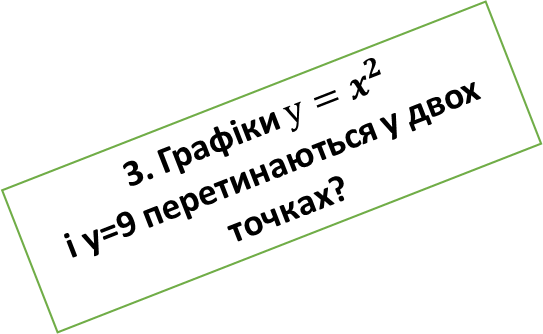 3. Графіки y = x²
і y=9 перетинаються у двох
точках?